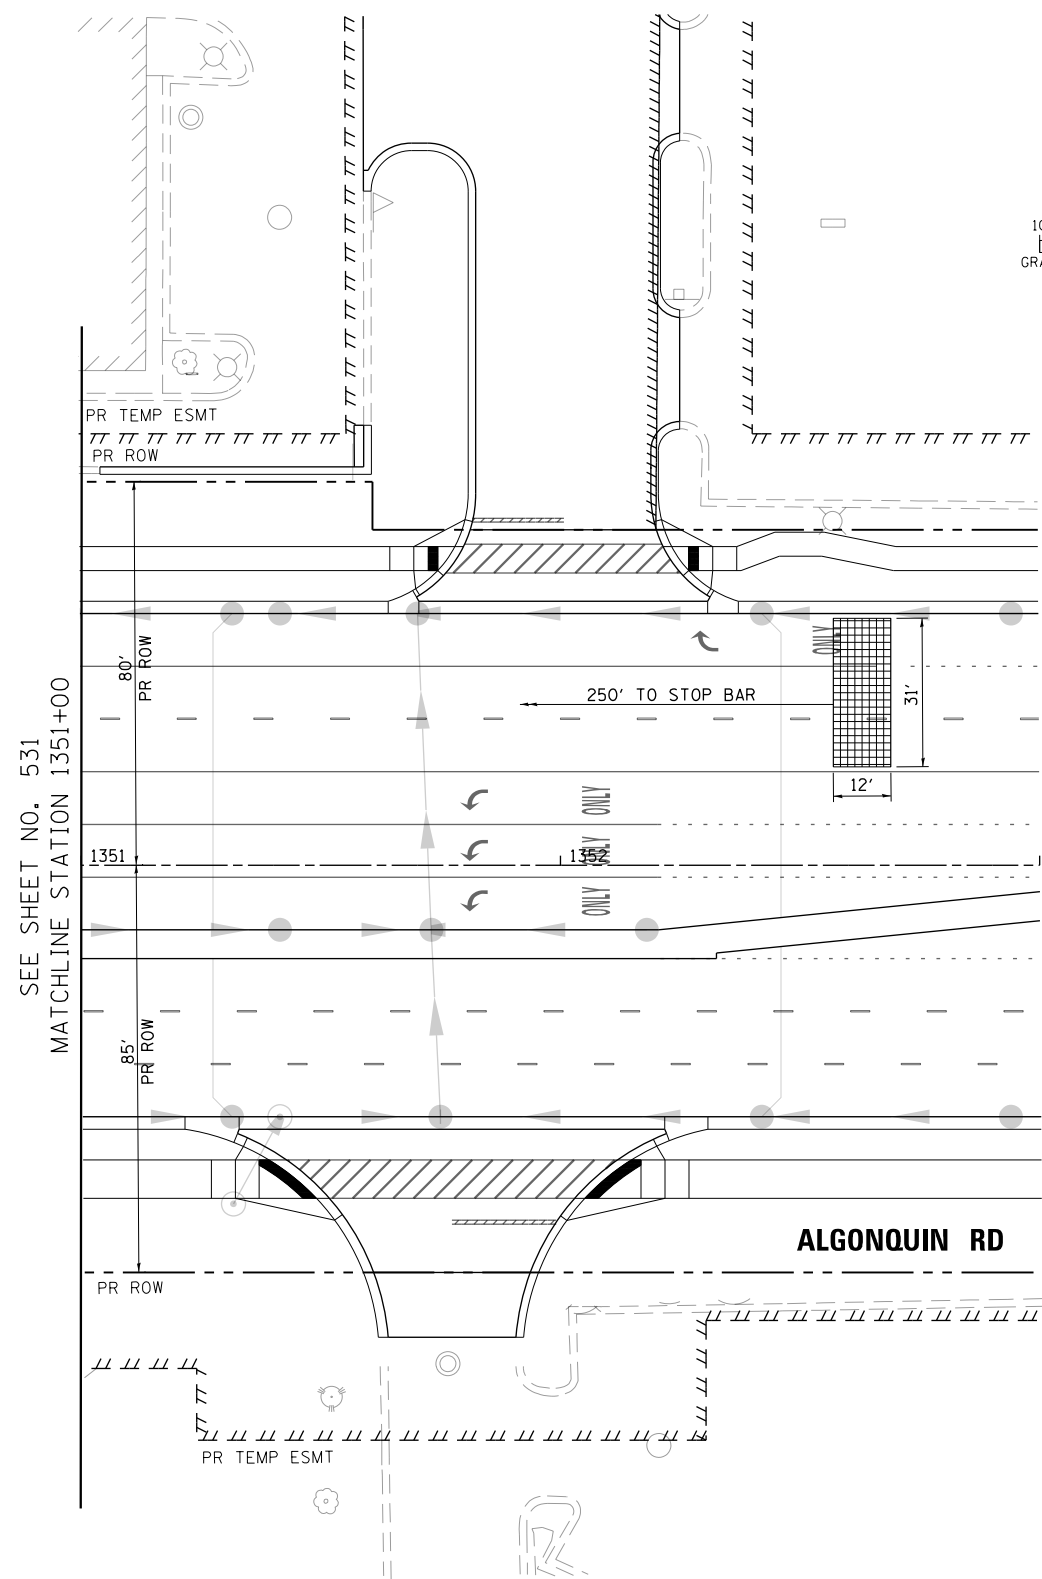 10
GRA
PR TEMP ESMT
PR ROW
80'
PR ROW
ONLY
250' TO STOP BAR
31'
12'
SEE SHEET NO. 531
MATCHLINE STATION 1351+00
ONLY
ONLY
ONLY
1351
1352
85'
PR ROW
ALGONQUIN RD
PR ROW
PR TEMP ESMT